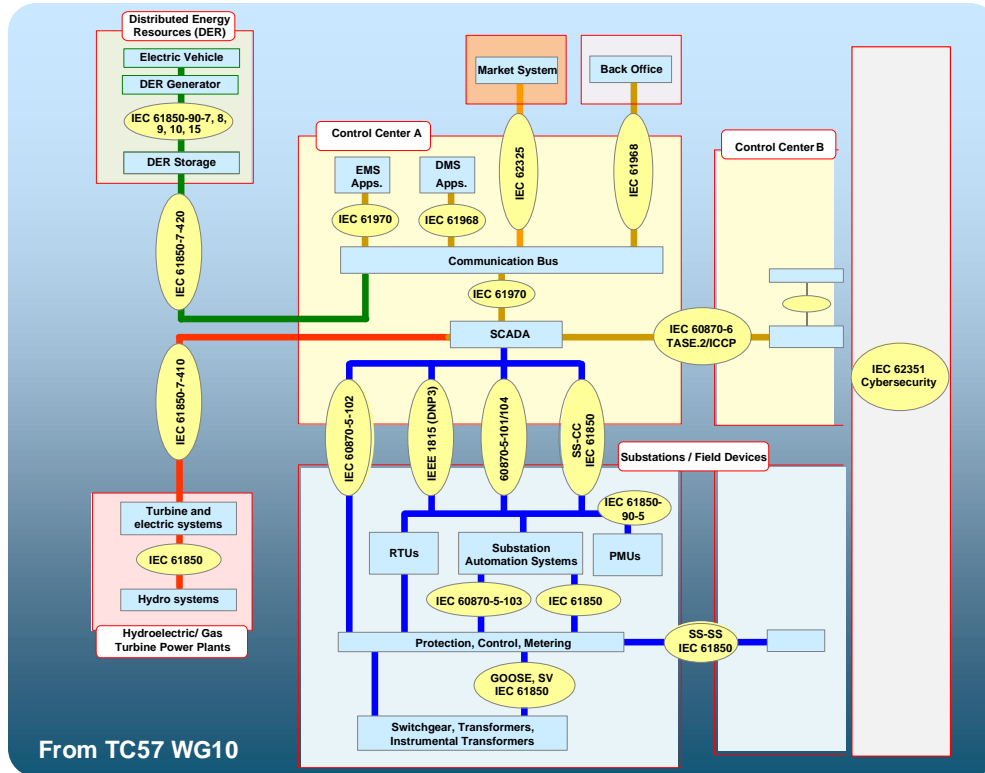 Distributed Energy
Resources (DER)
Electric Vehicle
DER Generator
IEC 61850-90-7, 8,
9, 10, 15
DER Storage
IEC 61850-7-420
IEC 61850-7-410
Turbine and
electric systems
IEC 61850
Hydro systems
Hydroelectric/ Gas
Turbine Power Plants
Market System
Back Office
IEC 62325
IEC 61968
Control Center A
EMS
Apps.
DMS
Apps.
IEC 61970
IEC 61968
Communication Bus
IEC 61970
SCADA
IEC 60870-6
TASE.2/ICCP
Control Center B
IEC 62351
Cybersecurity
IEC 60870-5-102
IEEE 1815 (DNP3)
60870-5-101/104
SS-CC
IEC 61850
Substations / Field Devices
IEC 61850-
90-5
RTUs
Substation
Automation Systems
PMUs
IEC 60870-5-103
IEC 61850
Protection, Control, Metering
SS-SS
IEC 61850
GOOSE, SV
IEC 61850
Switchgear, Transformers,
Instrumental Transformers
From TC57 WG10